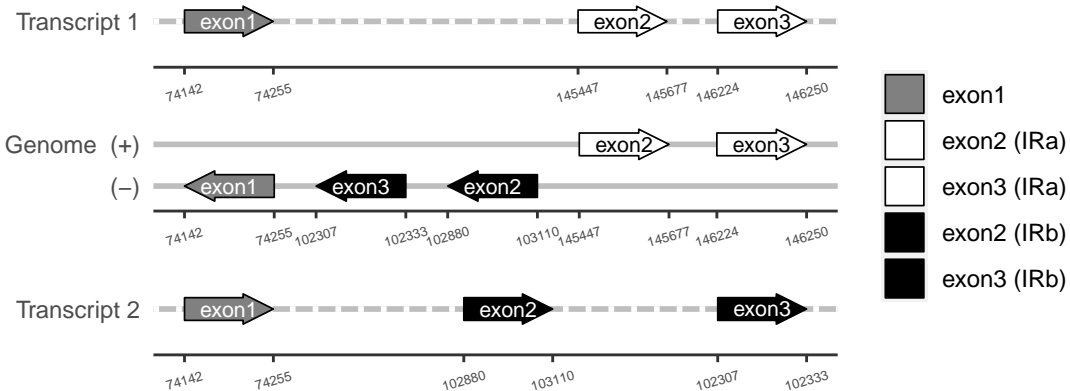 Transcript 1 exon1 exon2 exon3
74142 74255 145447 145677 146224 146250
exon1
exon2 (IRa)
exon3 (IRa)
exon2 (IRb)
exon3 (IRb)
Genome (+) exon2 exon3
(–) exon1 exon3 exon2
74142 74255 102307 102333 102880 103110 145447 145677 146224 146250
Transcript 2 exon1 exon2 exon3
74142 74255 102880 103110 102307 102333